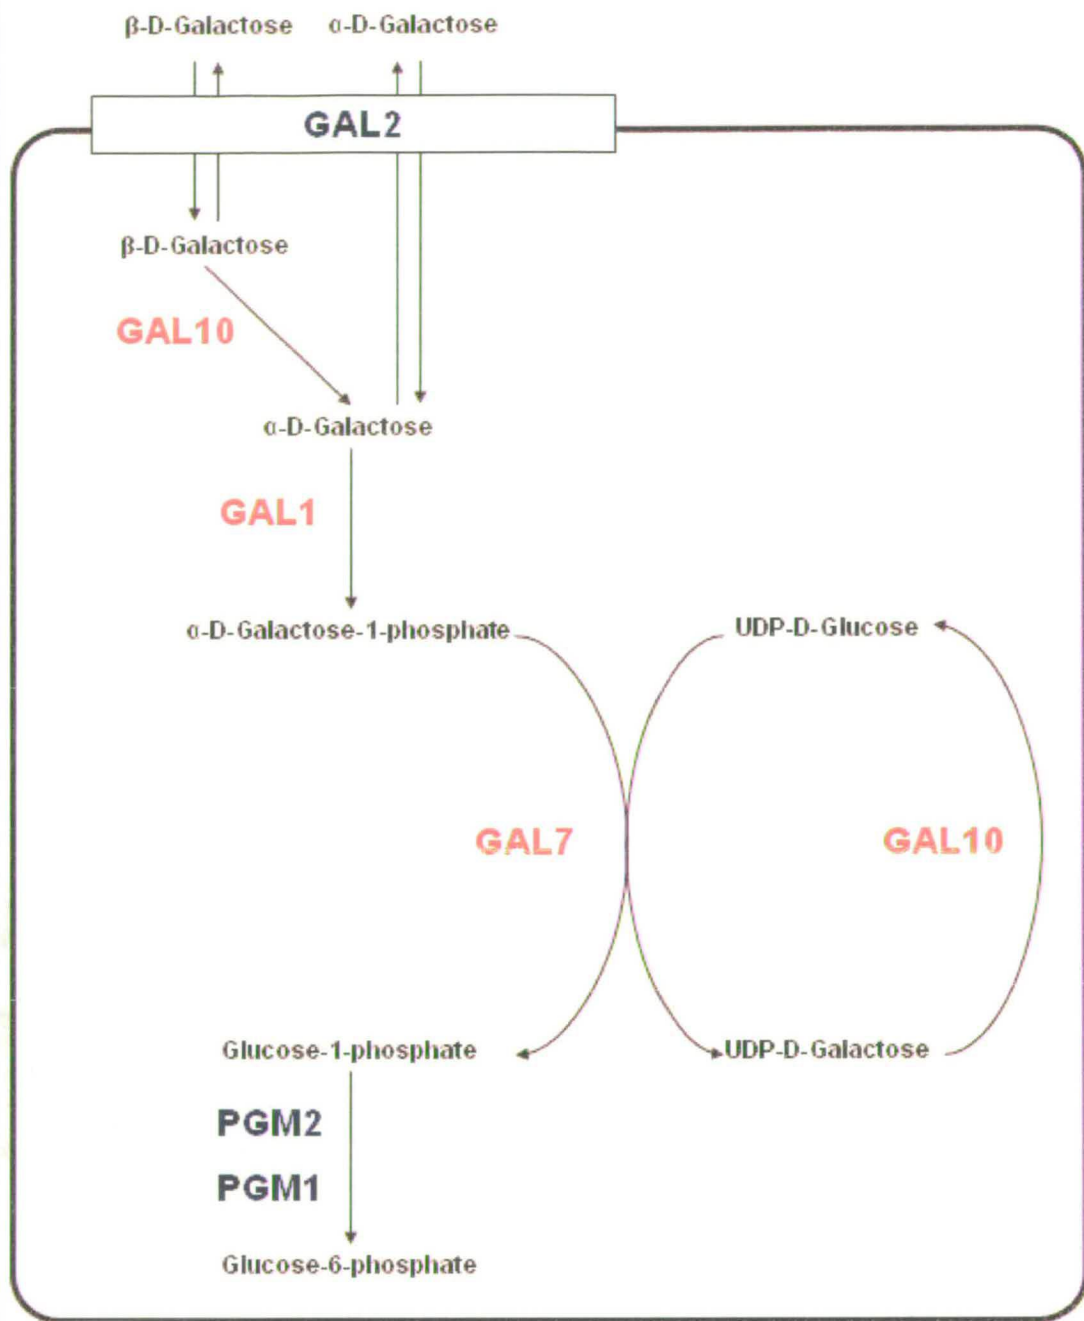 β-D-Galactose α-D-Galactose
GAL2
β-D-Galactose
GAL10
α-D-Galactose
GAL1
α-D-Galactose-1-phosphate UDP-D-Glucose
GAL7 GAL10
Glucose-1-phosphate UDP-D-Galactose
PGM2
PGM1
Glucose-6-phosphate